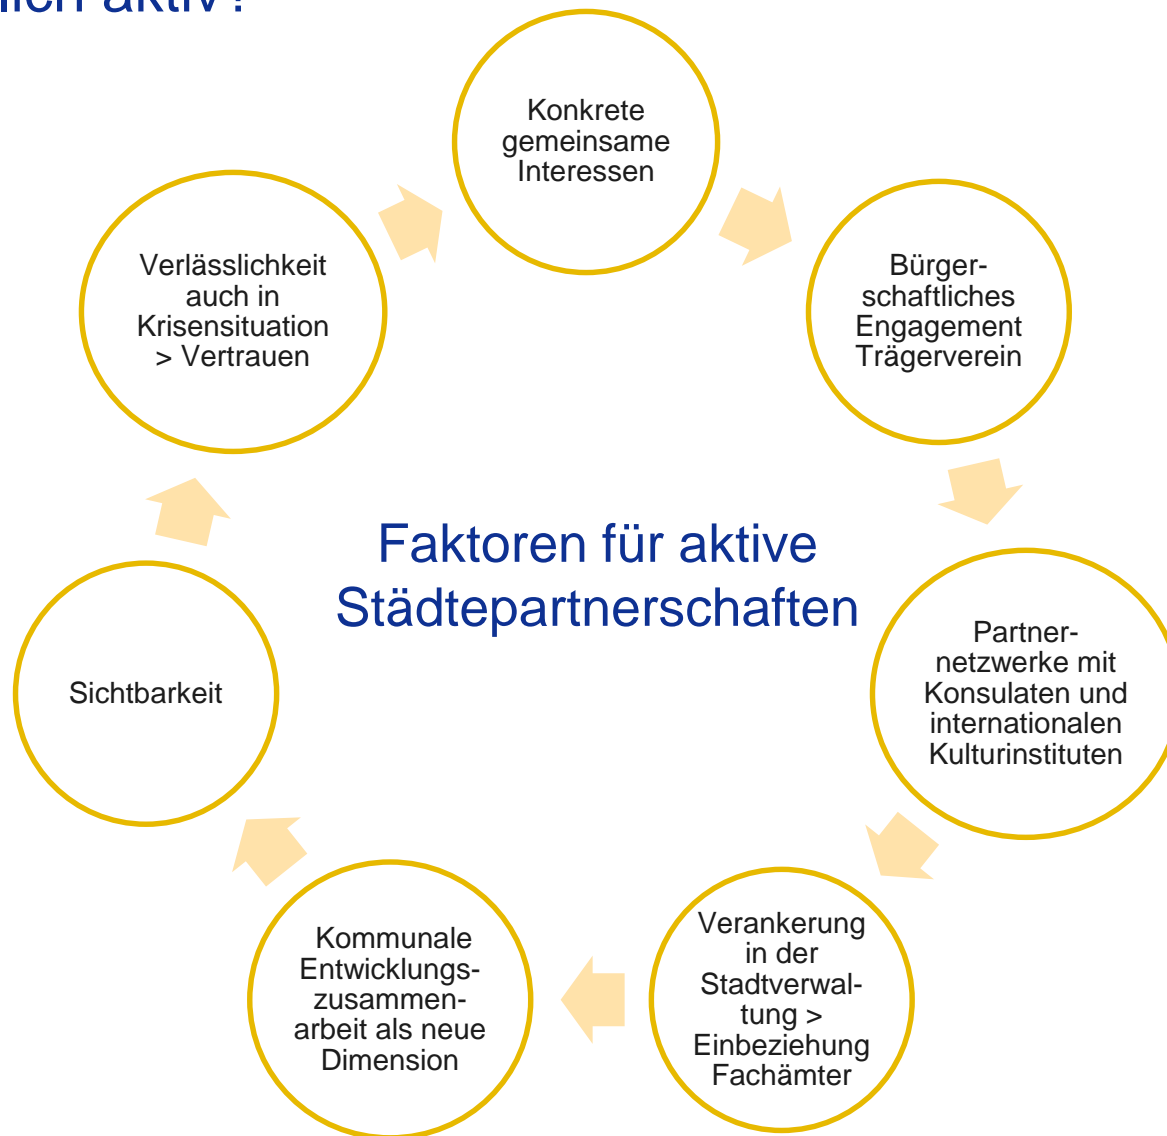 aktiv?
Konkrete
gemeinsame
Interessen
Bürger-
schaftliches
Engagement
Trägerverein
Partner-
netzwerke mit
Konsulaten und
internationalen
Kulturinstituten
Verankerung
in der
Stadtverwal-
tung >
Einbeziehung
Fachämter
Kommunale
Entwicklungs-
zusammen-
arbeit als neue
Dimension
Sichtbarkeit
Verlässlichkeit
auch in
Krisensituation
> Vertrauen
Faktoren für aktive
Städtepartnerschaften